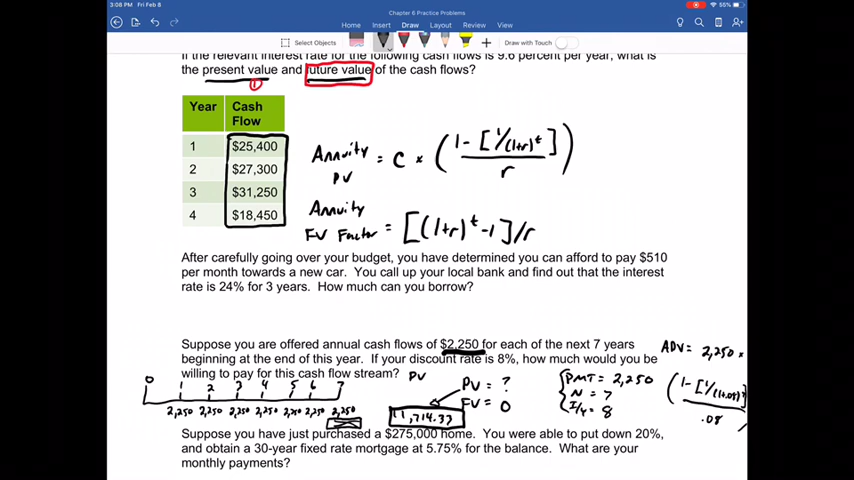 3:08 PM Fri Feb 8
55%
Chapter 6 Practice Problems
Home Insert Draw Layout Review View
Select Objects
Draw with Touch
If the relevant interest rate for the following cash flows is 9.6 percent per year, what is
the present value and future value of the cash flows?
1
Year Cash Flow
1 $25,400
2 $27,300
3 $31,250
4 $18,450
Annuity PV = C × (1 - [1/(1+r)^t] / r)
Annuity FV Factor = [(1+r)^t - 1]/r
After carefully going over your budget, you have determined you can afford to pay $510
per month towards a new car. You call up your local bank and find out that the interest
rate is 24% for 3 years. How much can you borrow?
Suppose you are offered annual cash flows of $2,250 for each of the next 7 years
beginning at the end of this year. If your discount rate is 8%, how much would you be
willing to pay for this cash flow stream? PV
0 1 2 3 4 5 6 7
2,250 2,250 2,250 2,250 2,250 2,250 2,250
PV = ?
FV = 0
11,714.33
PMT = 2,250
N = 7
I/Y = 8
APV = 2,250 ×
(1 - [1/(1+.08)^
.08
Suppose you have just purchased a $275,000 home. You were able to put down 20%,
and obtain a 30-year fixed rate mortgage at 5.75% for the balance. What are your
monthly payments?